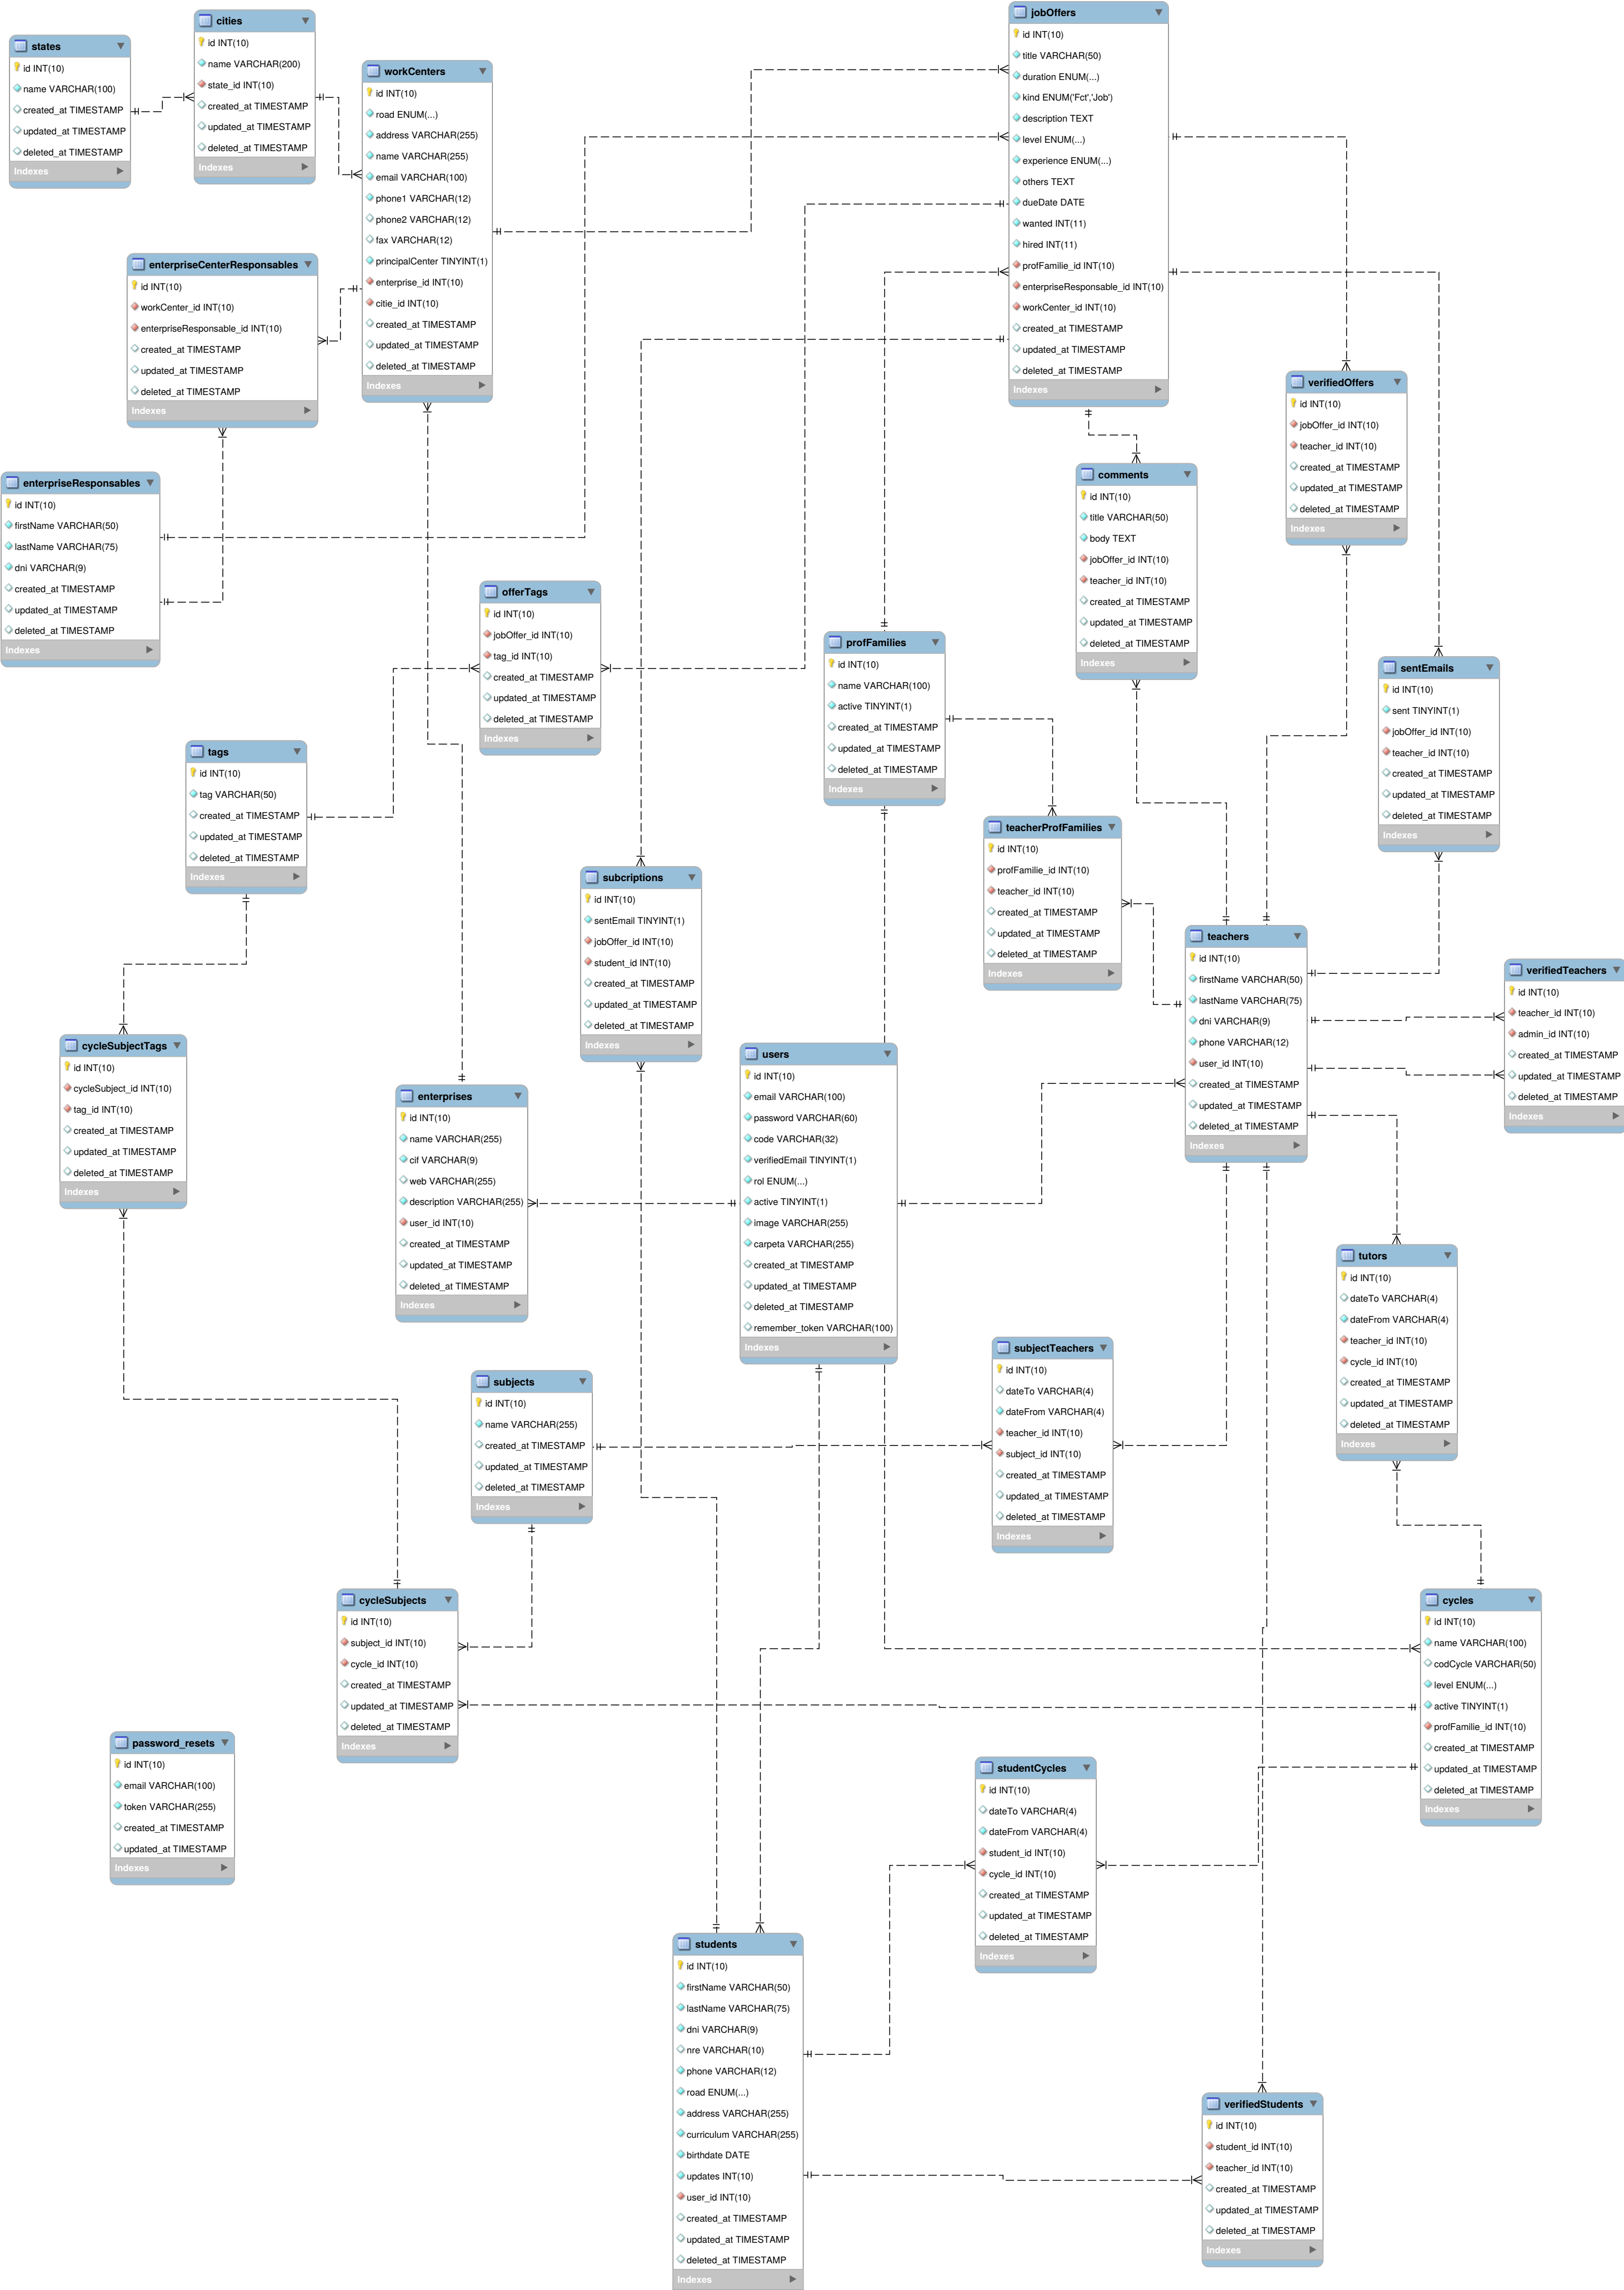 states
id INT(10)
name VARCHAR(100)
created_at TIMESTAMP
updated_at TIMESTAMP
deleted_at TIMESTAMP
Indexes
cities
id INT(10)
name VARCHAR(200)
state_id INT(10)
created_at TIMESTAMP
updated_at TIMESTAMP
deleted_at TIMESTAMP
Indexes
workCenters
id INT(10)
road ENUM(...)
address VARCHAR(255)
name VARCHAR(255)
email VARCHAR(100)
phone1 VARCHAR(12)
phone2 VARCHAR(12)
fax VARCHAR(12)
principalCenter TINYINT(1)
enterprise_id INT(10)
citie_id INT(10)
created_at TIMESTAMP
updated_at TIMESTAMP
deleted_at TIMESTAMP
Indexes
jobOffers
id INT(10)
title VARCHAR(50)
duration ENUM(...)
kind ENUM('Fct','Job')
description TEXT
level ENUM(...)
experience ENUM(...)
others TEXT
dueDate DATE
wanted INT(11)
hired INT(11)
profFamilie_id INT(10)
enterpriseResponsable_id INT(10)
workCenter_id INT(10)
created_at TIMESTAMP
updated_at TIMESTAMP
deleted_at TIMESTAMP
Indexes
enterpriseCenterResponsables
id INT(10)
workCenter_id INT(10)
enterpriseResponsable_id INT(10)
created_at TIMESTAMP
updated_at TIMESTAMP
deleted_at TIMESTAMP
Indexes
verifiedOffers
id INT(10)
jobOffer_id INT(10)
teacher_id INT(10)
created_at TIMESTAMP
updated_at TIMESTAMP
deleted_at TIMESTAMP
Indexes
enterpriseResponsables
id INT(10)
firstName VARCHAR(50)
lastName VARCHAR(75)
dni VARCHAR(9)
created_at TIMESTAMP
updated_at TIMESTAMP
deleted_at TIMESTAMP
Indexes
comments
id INT(10)
title VARCHAR(50)
body TEXT
jobOffer_id INT(10)
teacher_id INT(10)
created_at TIMESTAMP
updated_at TIMESTAMP
deleted_at TIMESTAMP
Indexes
offerTags
id INT(10)
jobOffer_id INT(10)
tag_id INT(10)
created_at TIMESTAMP
updated_at TIMESTAMP
deleted_at TIMESTAMP
Indexes
profFamilies
id INT(10)
name VARCHAR(100)
active TINYINT(1)
created_at TIMESTAMP
updated_at TIMESTAMP
deleted_at TIMESTAMP
Indexes
sentEmails
id INT(10)
sent TINYINT(1)
jobOffer_id INT(10)
teacher_id INT(10)
created_at TIMESTAMP
updated_at TIMESTAMP
deleted_at TIMESTAMP
Indexes
tags
id INT(10)
tag VARCHAR(50)
created_at TIMESTAMP
updated_at TIMESTAMP
deleted_at TIMESTAMP
Indexes
teacherProfFamilies
id INT(10)
profFamilie_id INT(10)
teacher_id INT(10)
created_at TIMESTAMP
updated_at TIMESTAMP
deleted_at TIMESTAMP
Indexes
subcriptions
id INT(10)
sentEmail TINYINT(1)
jobOffer_id INT(10)
student_id INT(10)
created_at TIMESTAMP
updated_at TIMESTAMP
deleted_at TIMESTAMP
Indexes
teachers
id INT(10)
firstName VARCHAR(50)
lastName VARCHAR(75)
dni VARCHAR(9)
phone VARCHAR(12)
user_id INT(10)
created_at TIMESTAMP
updated_at TIMESTAMP
deleted_at TIMESTAMP
Indexes
verifiedTeachers
id INT(10)
teacher_id INT(10)
admin_id INT(10)
created_at TIMESTAMP
updated_at TIMESTAMP
deleted_at TIMESTAMP
Indexes
cycleSubjectTags
id INT(10)
cycleSubject_id INT(10)
tag_id INT(10)
created_at TIMESTAMP
updated_at TIMESTAMP
deleted_at TIMESTAMP
Indexes
enterprises
id INT(10)
name VARCHAR(255)
cif VARCHAR(9)
web VARCHAR(255)
description VARCHAR(255)
user_id INT(10)
created_at TIMESTAMP
updated_at TIMESTAMP
deleted_at TIMESTAMP
Indexes
users
id INT(10)
email VARCHAR(100)
password VARCHAR(60)
code VARCHAR(32)
verifiedEmail TINYINT(1)
rol ENUM(...)
active TINYINT(1)
image VARCHAR(255)
carpeta VARCHAR(255)
created_at TIMESTAMP
updated_at TIMESTAMP
deleted_at TIMESTAMP
remember_token VARCHAR(100)
Indexes
tutors
id INT(10)
dateTo VARCHAR(4)
dateFrom VARCHAR(4)
teacher_id INT(10)
cycle_id INT(10)
created_at TIMESTAMP
updated_at TIMESTAMP
deleted_at TIMESTAMP
Indexes
subjectTeachers
id INT(10)
dateTo VARCHAR(4)
dateFrom VARCHAR(4)
teacher_id INT(10)
subject_id INT(10)
created_at TIMESTAMP
updated_at TIMESTAMP
deleted_at TIMESTAMP
Indexes
subjects
id INT(10)
name VARCHAR(255)
created_at TIMESTAMP
updated_at TIMESTAMP
deleted_at TIMESTAMP
Indexes
cycleSubjects
id INT(10)
subject_id INT(10)
cycle_id INT(10)
created_at TIMESTAMP
updated_at TIMESTAMP
deleted_at TIMESTAMP
Indexes
cycles
id INT(10)
name VARCHAR(100)
codCycle VARCHAR(50)
level ENUM(...)
active TINYINT(1)
profFamilie_id INT(10)
created_at TIMESTAMP
updated_at TIMESTAMP
deleted_at TIMESTAMP
Indexes
password_resets
id INT(10)
email VARCHAR(100)
token VARCHAR(255)
created_at TIMESTAMP
updated_at TIMESTAMP
Indexes
studentCycles
id INT(10)
dateTo VARCHAR(4)
dateFrom VARCHAR(4)
student_id INT(10)
cycle_id INT(10)
created_at TIMESTAMP
updated_at TIMESTAMP
deleted_at TIMESTAMP
Indexes
students
id INT(10)
firstName VARCHAR(50)
lastName VARCHAR(75)
dni VARCHAR(9)
nre VARCHAR(10)
phone VARCHAR(12)
road ENUM(...)
address VARCHAR(255)
curriculum VARCHAR(255)
birthdate DATE
updates INT(10)
user_id INT(10)
created_at TIMESTAMP
updated_at TIMESTAMP
deleted_at TIMESTAMP
Indexes
verifiedStudents
id INT(10)
student_id INT(10)
teacher_id INT(10)
created_at TIMESTAMP
updated_at TIMESTAMP
deleted_at TIMESTAMP
Indexes